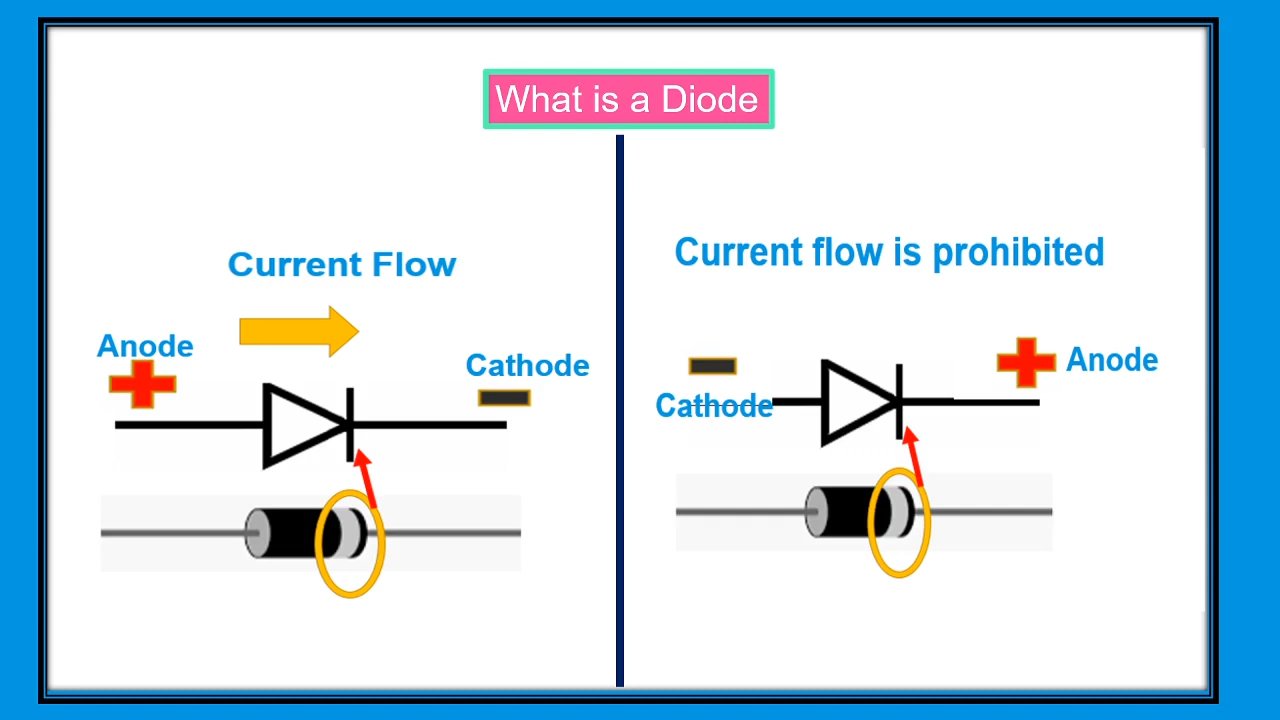 What is a Diode
Current Flow
Anode
Cathode
Current flow is prohibited
Anode
Cathode